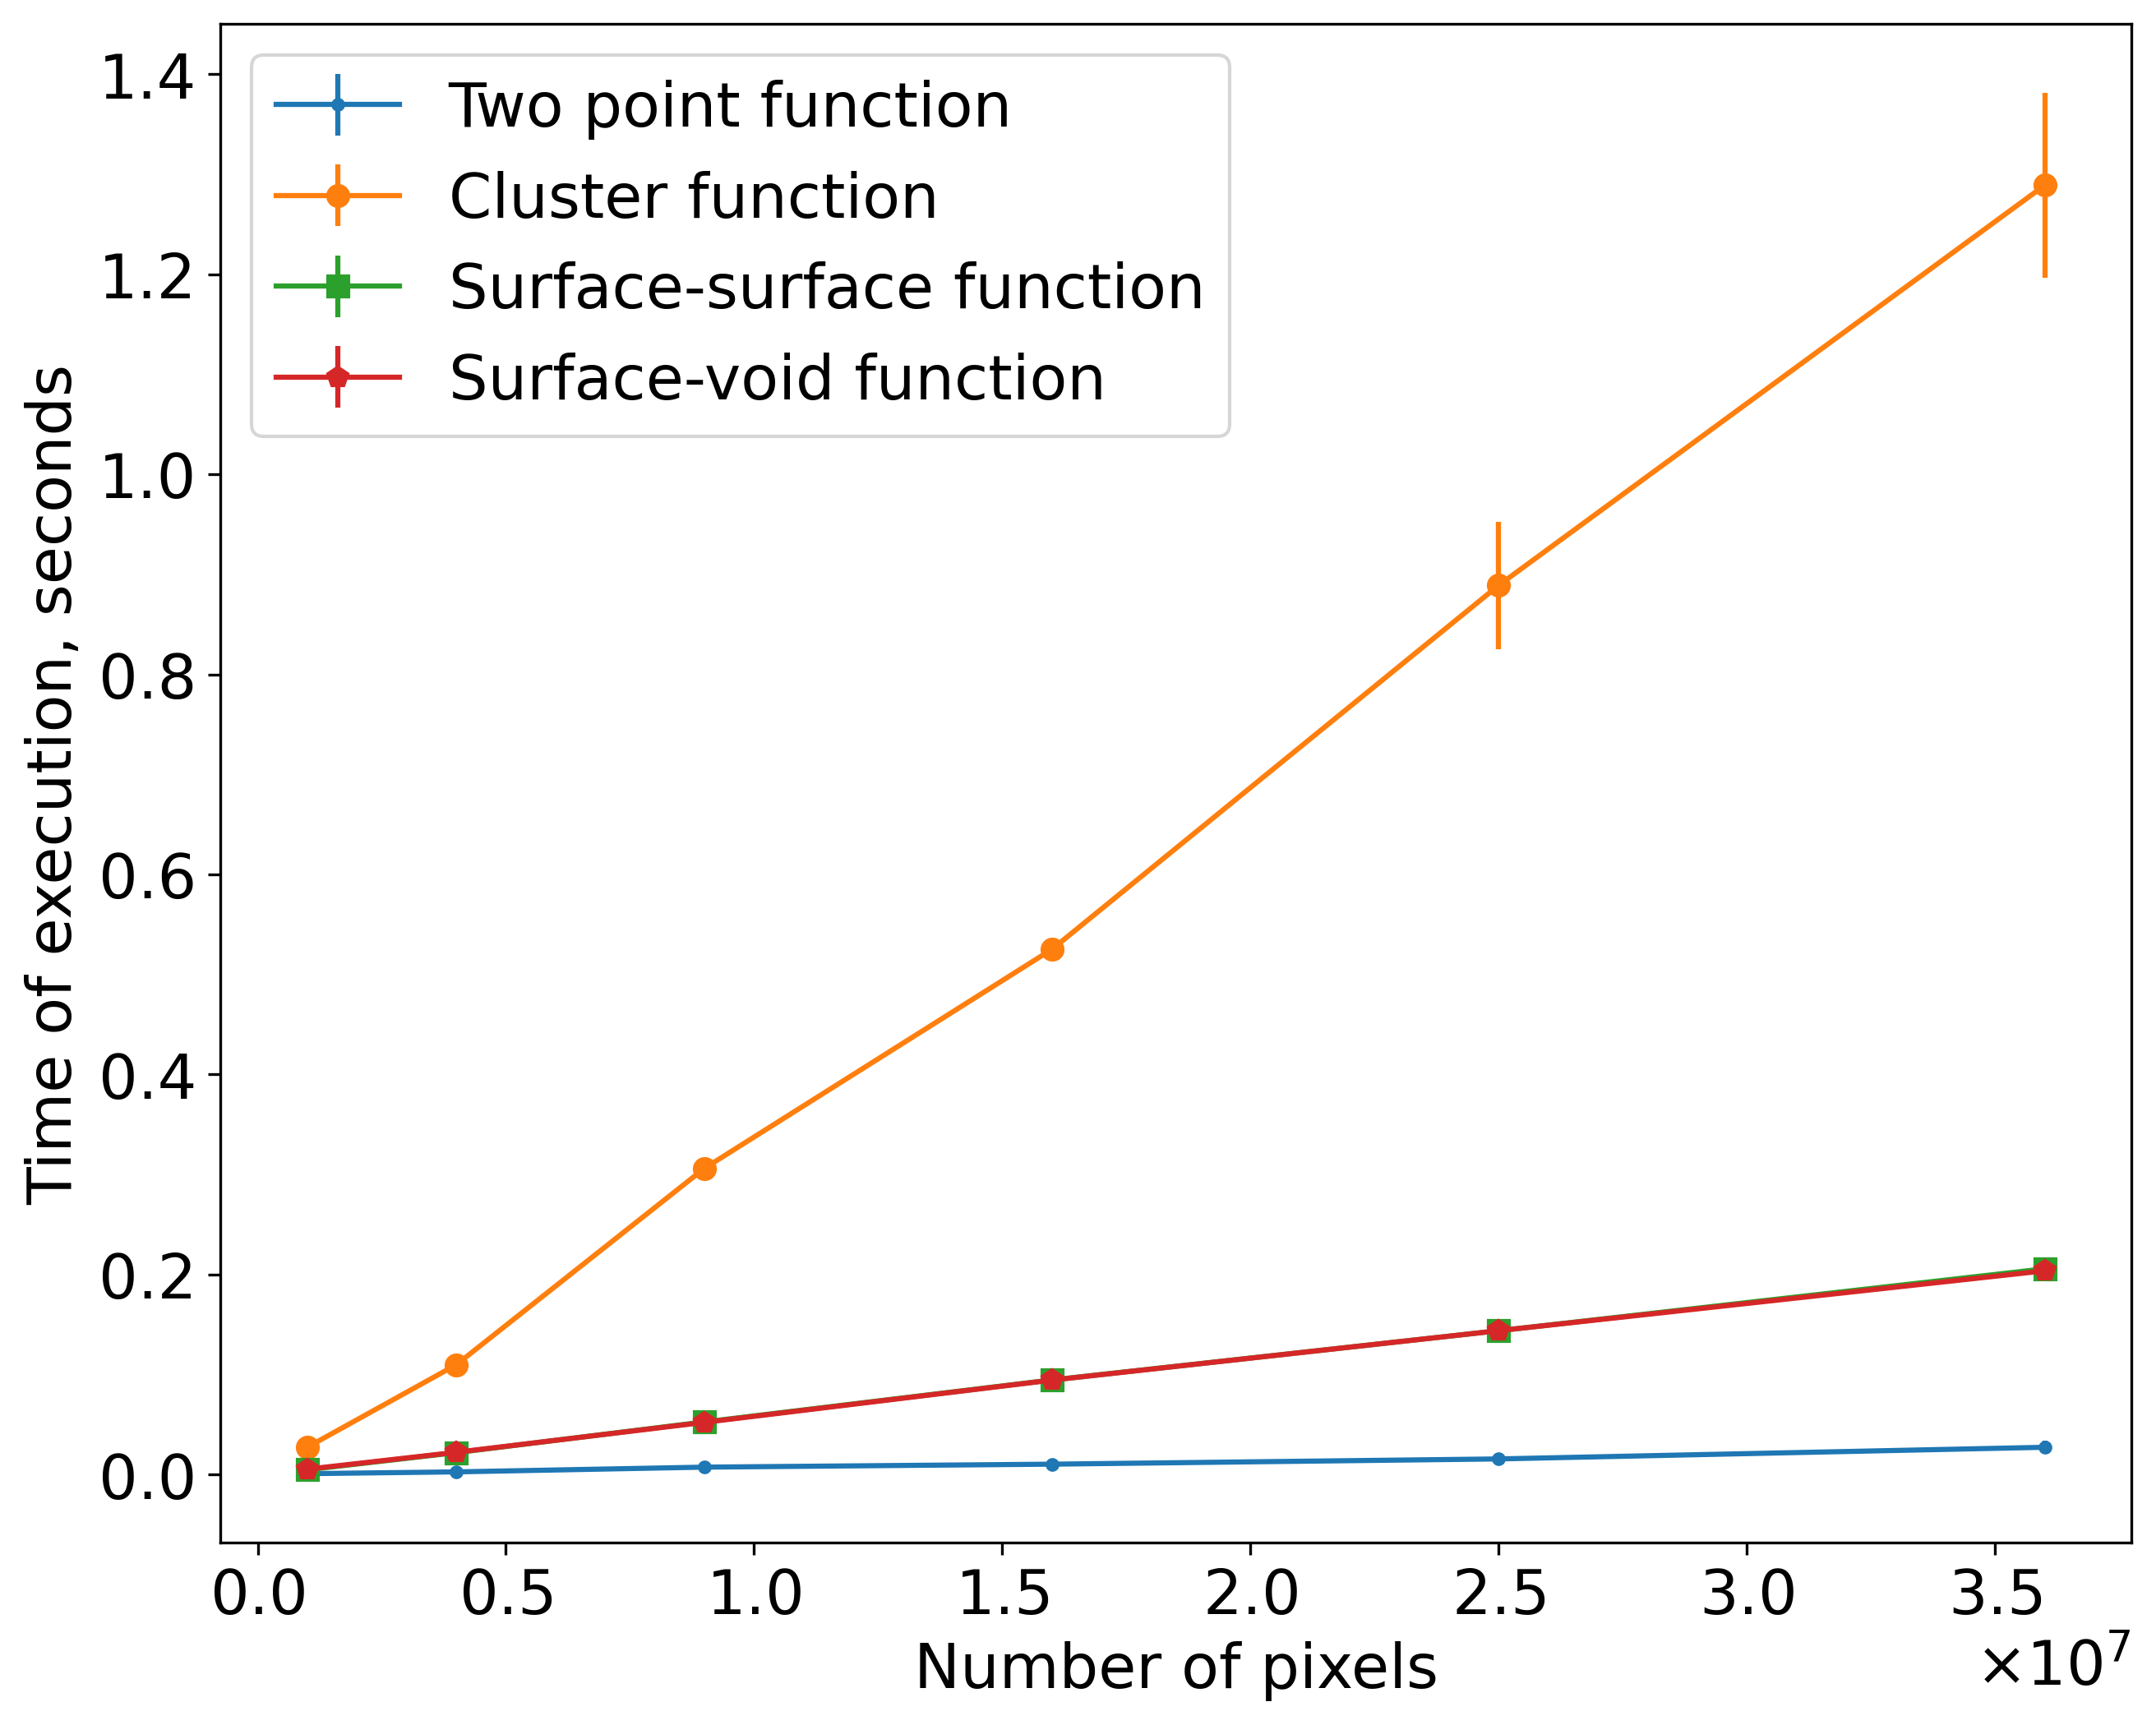 Two point function
Cluster function
Surface-surface function
Surface-void function
Time of execution, seconds
1.4
1.2
1.0
0.8
0.6
0.4
0.2
0.0
0.0 0.5 1.0 1.5 2.0 2.5 3.0 3.5
Number of pixels
×10⁷